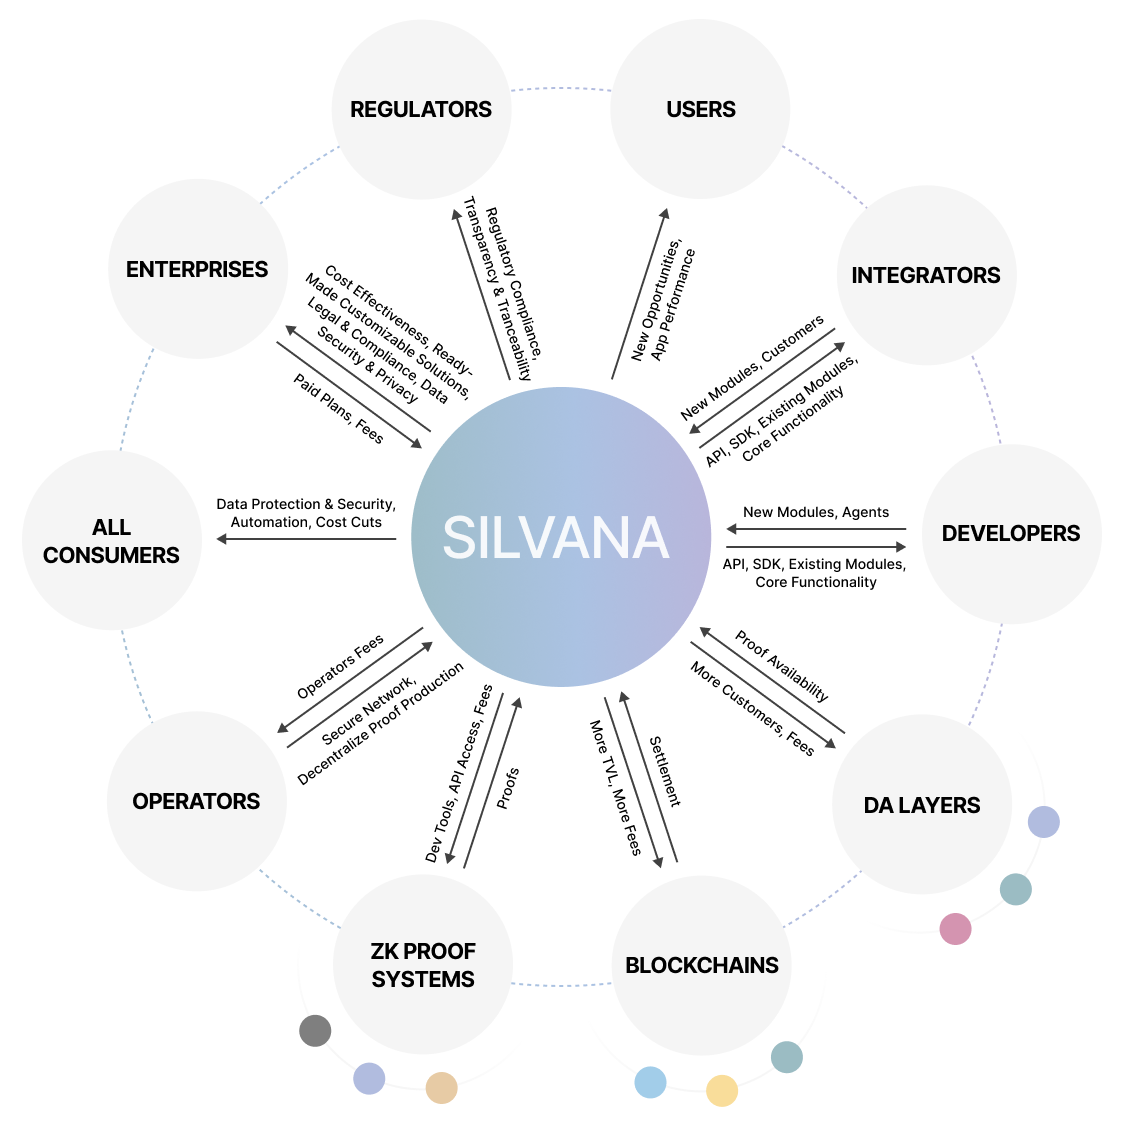 REGULATORS
USERS
ENTERPRISES
INTEGRATORS
Regulatory Compliance,
Transparency & Tranceability
New Opportunities,
App Performance
Cost Effectiveness, Ready-
Made Customizable Solutions,
Legal & Compliance, Data
Security & Privacy
Paid Plans, Fees
New Modules, Customers
API, SDK, Existing Modules,
Core Functionality
ALL
CONSUMERS
Data Protection & Security,
Automation, Cost Cuts
SILVANA
New Modules, Agents
API, SDK, Existing Modules,
Core Functionality
DEVELOPERS
Operators Fees
Secure Network,
Decentralize Proof Production
Dev Tools, API Access, Fees
Proofs
More TVL, More Fees
Settlement
Proof Availability
More Customers, Fees
OPERATORS
DA LAYERS
ZK PROOF
SYSTEMS
BLOCKCHAINS